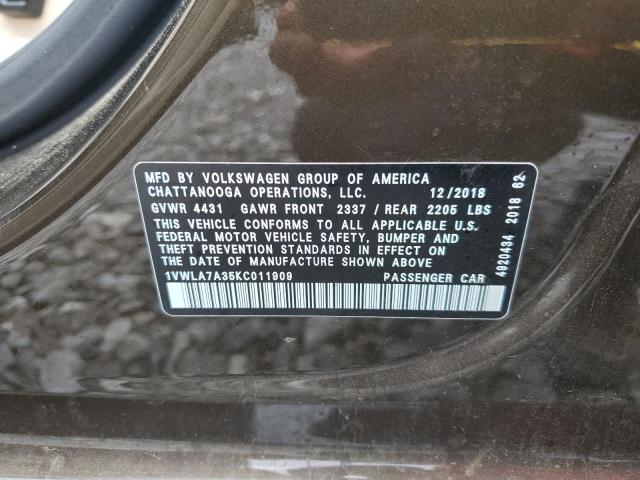 MFD BY VOLKSWAGEN GROUP OF AMERICA
CHATTANOOGA OPERATIONS, LLC. 12/2018
GVWR 4431 GAWR FRONT 2337 / REAR 2205 LBS
THIS VEHICLE CONFORMS TO ALL APPLICABLE U.S.
FEDERAL MOTOR VEHICLE SAFETY, BUMPER AND
THEFT PREVENTION STANDARDS IN EFFECT ON
THE DATE OF MANUFACTURE SHOWN ABOVE
1VWLA7A35KC011909 PASSENGER CAR
4920434 2018 62